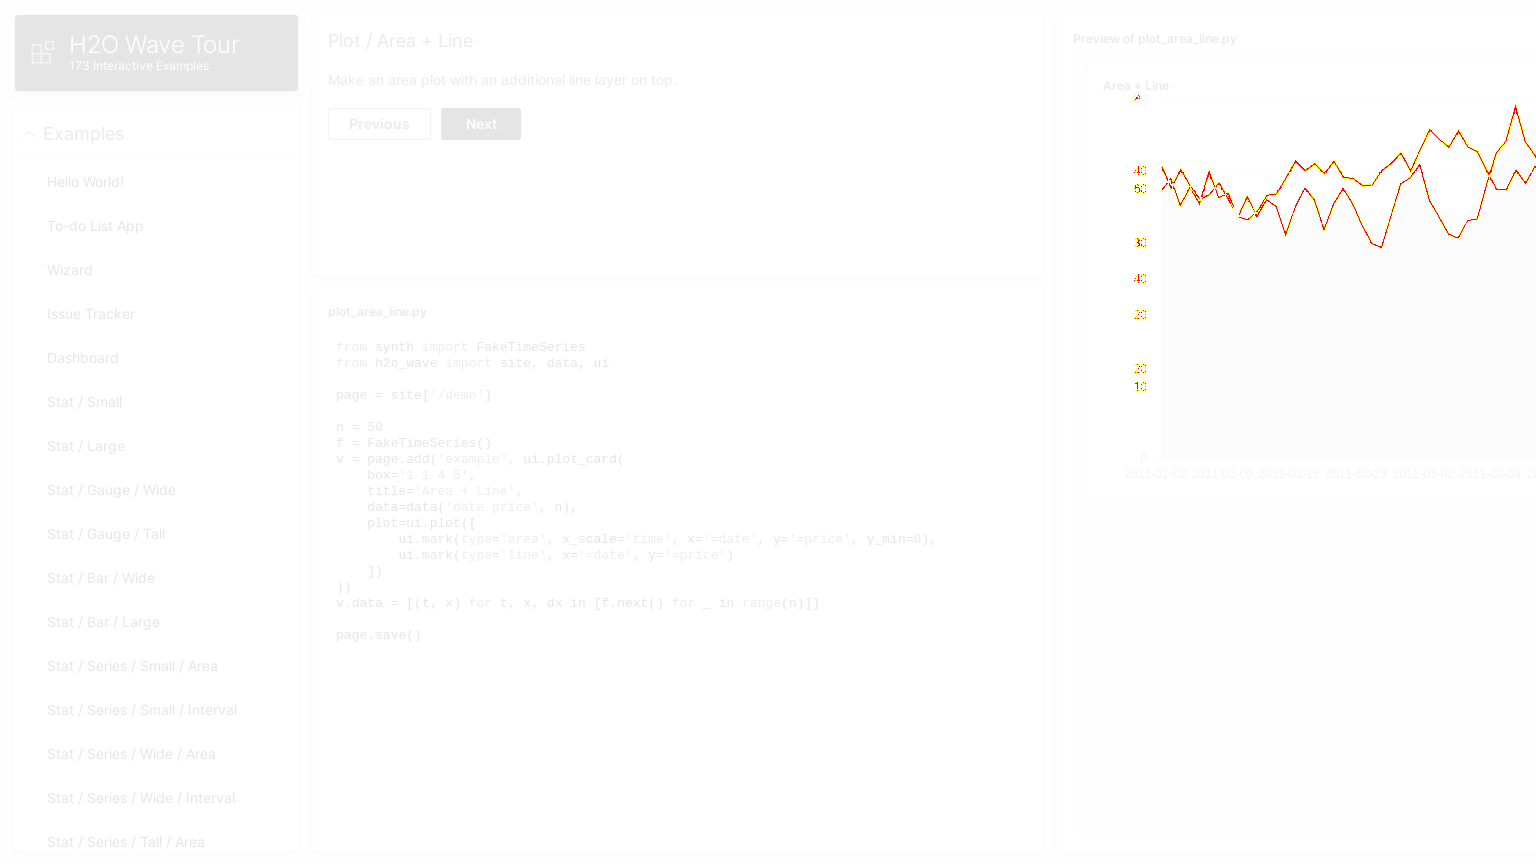 H2O Wave Tour
173 Interactive Examples
Examples
Hello World!
To-do List App
Wizard
Issue Tracker
Dashboard
Stat / Small
Stat / Large
Stat / Gauge / Wide
Stat / Gauge / Tall
Stat / Bar / Wide
Stat / Bar / Large
Stat / Series / Small / Area
Stat / Series / Small / Interval
Stat / Series / Wide / Area
Stat / Series / Wide / Interval
Stat / Series / Tall / Area
Plot / Area + Line
Make an area plot with an additional line layer on top.
Previous Next
plot_area_line.py
from synth import FakeTimeSeries
from h2o_wave import site, data, ui
page = site['/demo']
n = 50
f = FakeTimeSeries()
v = page.add('example', ui.plot_card(
box='1 1 4 5',
title='Area + Line',
data=data('date price', n),
plot=ui.plot([
ui.mark(type='area', x_scale='time', x='=date', y='=price', y_min=0),
ui.mark(type='line', x='=date', y='=price')
])
))
v.data = [(t, x) for t, x, dx in [f.next() for _ in range(n)]]
page.save()
Preview of plot_area_line.py
Area + Line
40
60
30
40
20
20
10
0
2011-02-02 2011-02-09 2011-02-16 2011-02-23 2011-03-02 2011-03-09